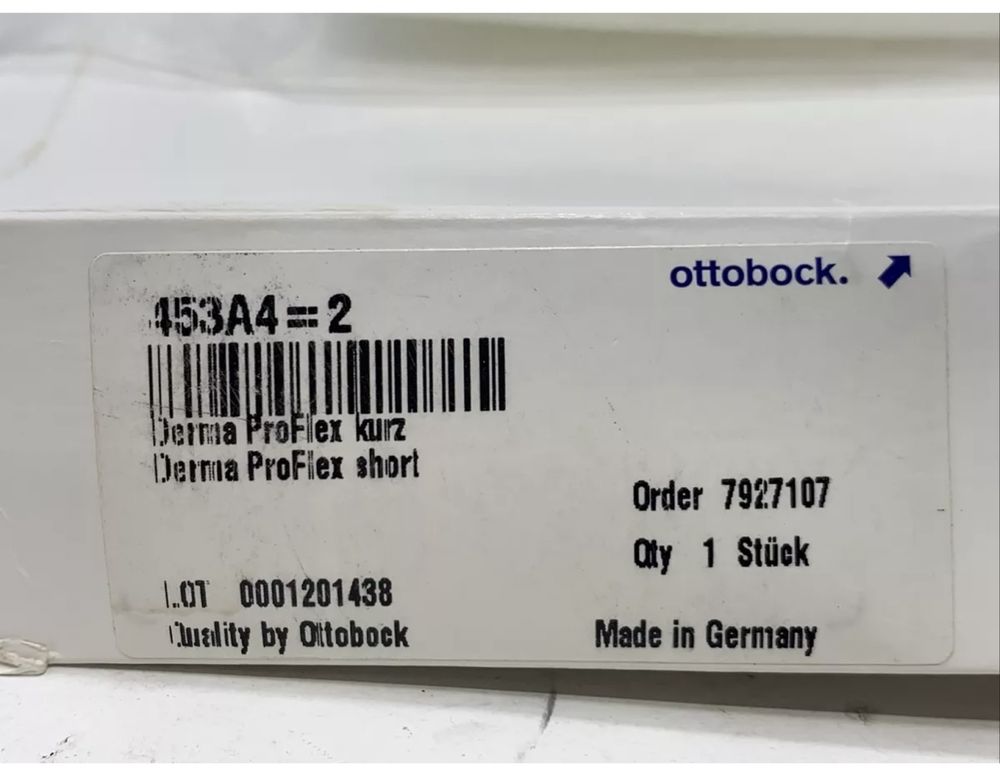 ottobock.
453A4=2
Derma ProFlex kurz
Derma ProFlex short
Order 7927107
Qty 1 Stück
LOT 0001201438
Quality by Ottobock
Made in Germany